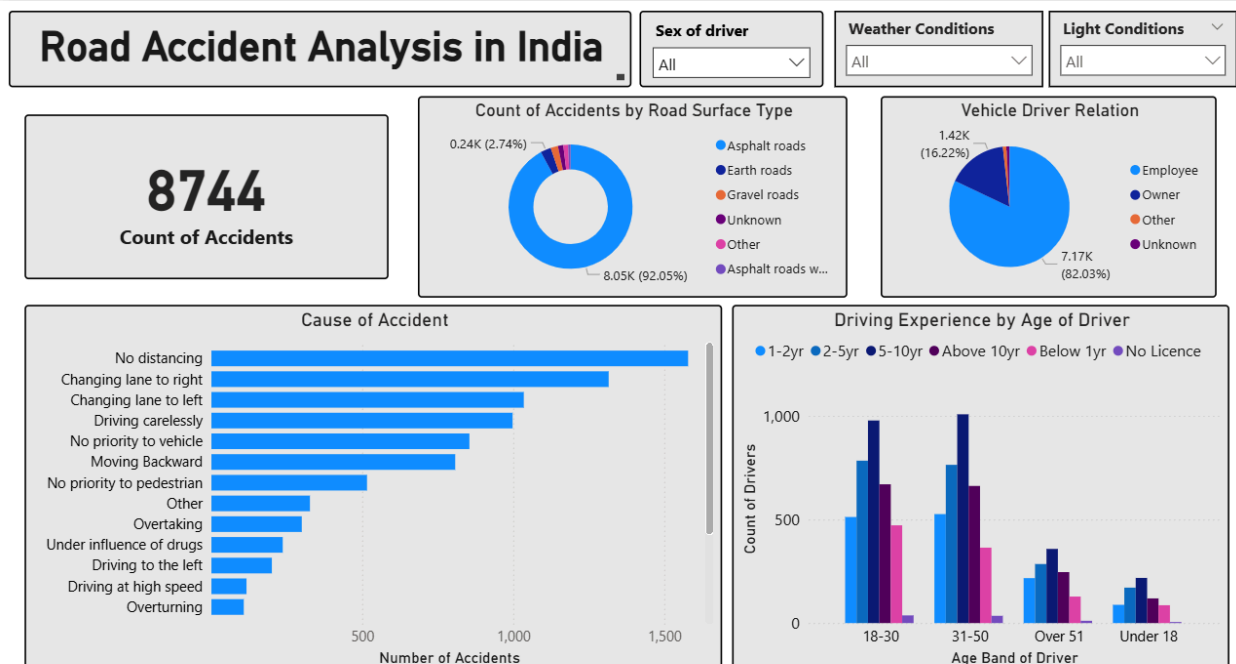 Road Accident Analysis in India
Sex of driver
All
Weather Conditions
All
Light Conditions
All
8744
Count of Accidents
Count of Accidents by Road Surface Type
0.24K (2.74%)
8.05K (92.05%)
Asphalt roads
Earth roads
Gravel roads
Unknown
Other
Asphalt roads w...
Vehicle Driver Relation
1.42K
(16.22%)
7.17K
(82.03%)
Employee
Owner
Other
Unknown
Cause of Accident
No distancing
Changing lane to right
Changing lane to left
Driving carelessly
No priority to vehicle
Moving Backward
No priority to pedestrian
Other
Overtaking
Under influence of drugs
Driving to the left
Driving at high speed
Overturning
500 1,000 1,500
Number of Accidents
Driving Experience by Age of Driver
1-2yr 2-5yr 5-10yr Above 10yr Below 1yr No Licence
Count of Drivers
1,000
500
0
18-30 31-50 Over 51 Under 18
Age Band of Driver